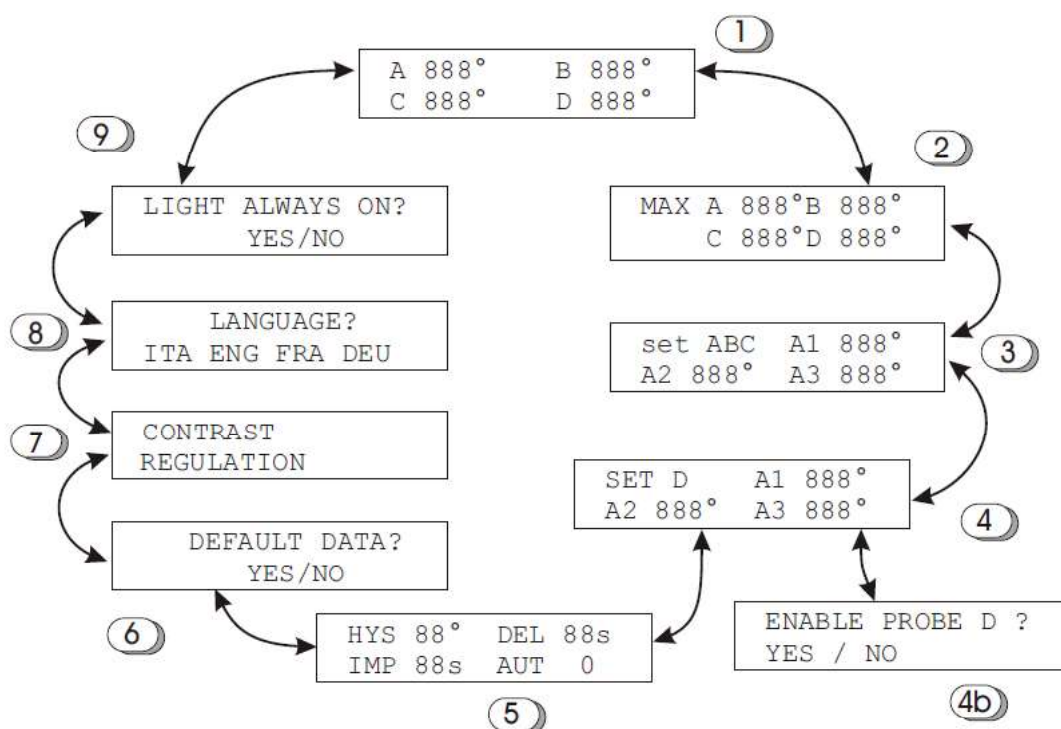 1
A 888°    B 888°
C 888°    D 888°
2
MAX A 888°B 888°
C 888°D 888°
3
set ABC  A1 888°
A2 888°  A3 888°
4
SET D    A1 888°
A2 888°  A3 888°
4b
ENABLE PROBE D ?
YES / NO
5
HYS 88°  DEL 88s
IMP 88s  AUT  0
6
DEFAULT DATA?
YES/NO
7
CONTRAST
REGULATION
8
LANGUAGE?
ITA ENG FRA DEU
9
LIGHT ALWAYS ON?
YES/NO